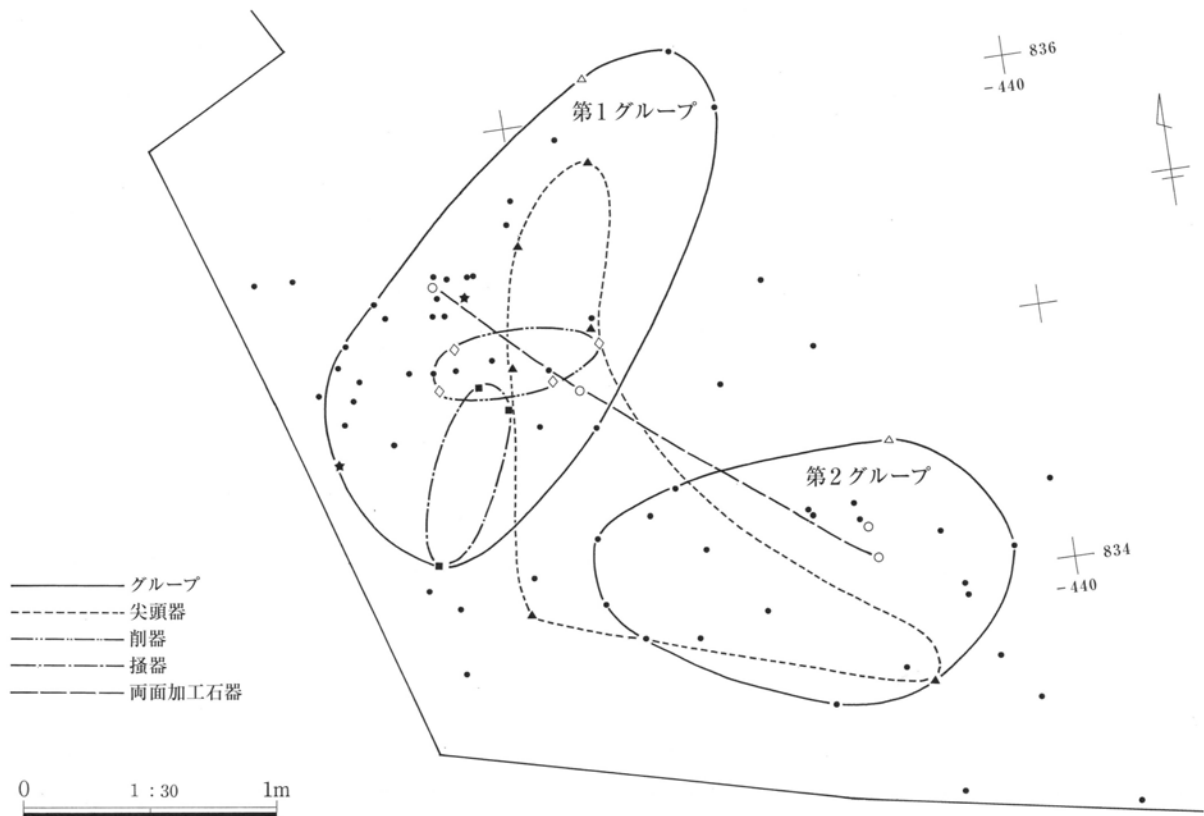 836
-440
第1グループ
第2グループ
834
-440
グループ
尖頭器
削器
掻器
両面加工石器
0 1 : 30 1m